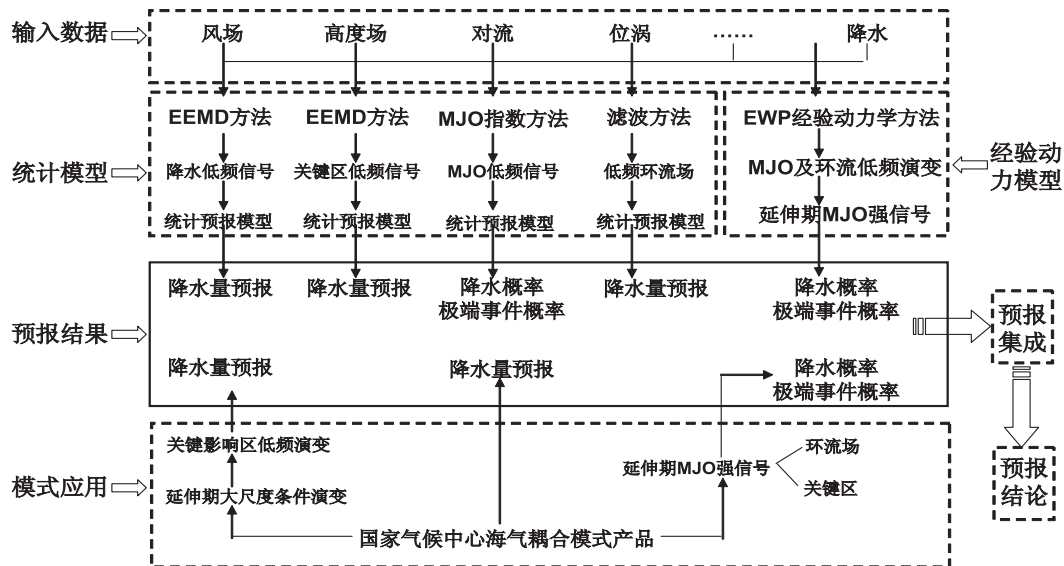 输入数据
风场
高度场
对流
位涡
……
降水
统计模型
EEMD方法
降水低频信号
统计预报模型
EEMD方法
关键区低频信号
统计预报模型
MJO指数方法
MJO低频信号
统计预报模型
滤波方法
低频环流场
统计预报模型
EWP经验动力学方法
MJO及环流低频演变
延伸期MJO强信号
经验动
力模型
预报结果
降水量预报
降水量预报
降水概率
极端事件概率
降水量预报
降水概率
极端事件概率
降水量预报
降水量预报
降水概率
极端事件概率
预报
集成
预报
结论
模式应用
关键影响区低频演变
延伸期大尺度条件演变
延伸期MJO强信号
环流场
关键区
国家气候中心海气耦合模式产品